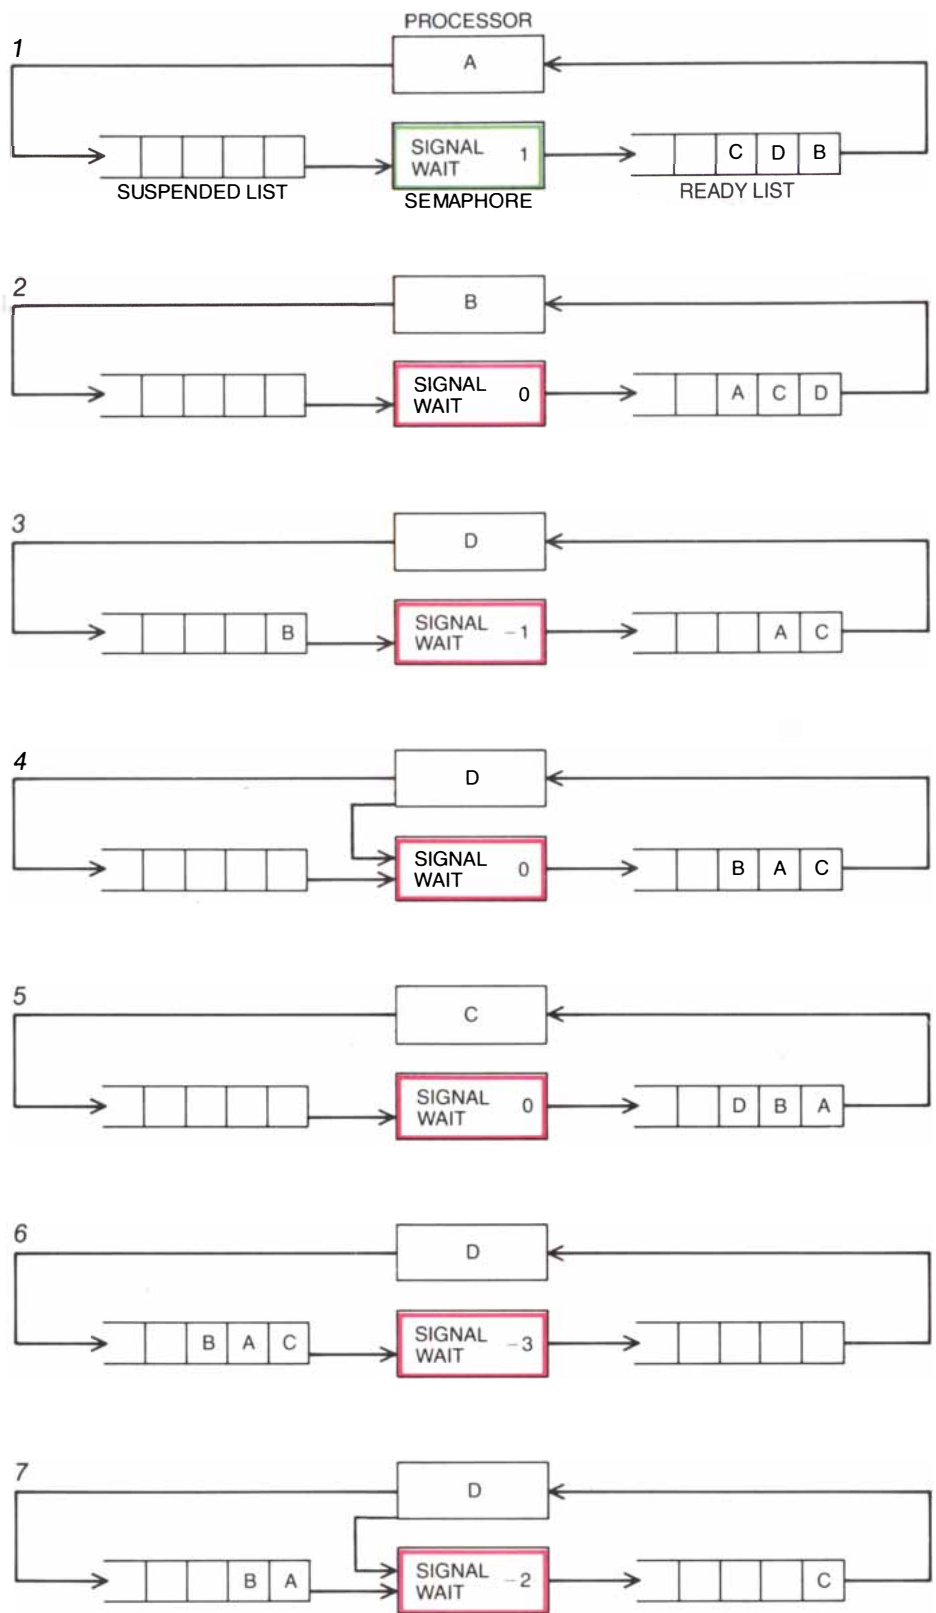 PROCESSOR
1
A
SIGNAL
WAIT
1
C D B
SUSPENDED LIST
SEMAPHORE
READY LIST
2
B
SIGNAL
WAIT
0
A C D
3
D
B
SIGNAL
WAIT
-1
A C
4
D
SIGNAL
WAIT
0
B A C
5
C
SIGNAL
WAIT
0
D B A
6
D
B A C
SIGNAL
WAIT
-3
7
D
B A
SIGNAL
WAIT
-2
C